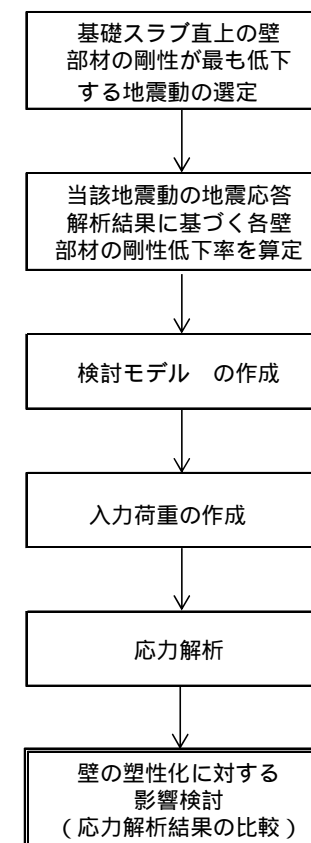 基礎スラブ直上の壁
部材の剛性が最も低下
する地震動の選定
当該地震動の地震応答
解析結果に基づく各壁
部材の剛性低下率を算定
検討モデル の作成
入力荷重の作成
応力解析
壁の塑性化に対する
影響検討
(応力解析結果の比較)